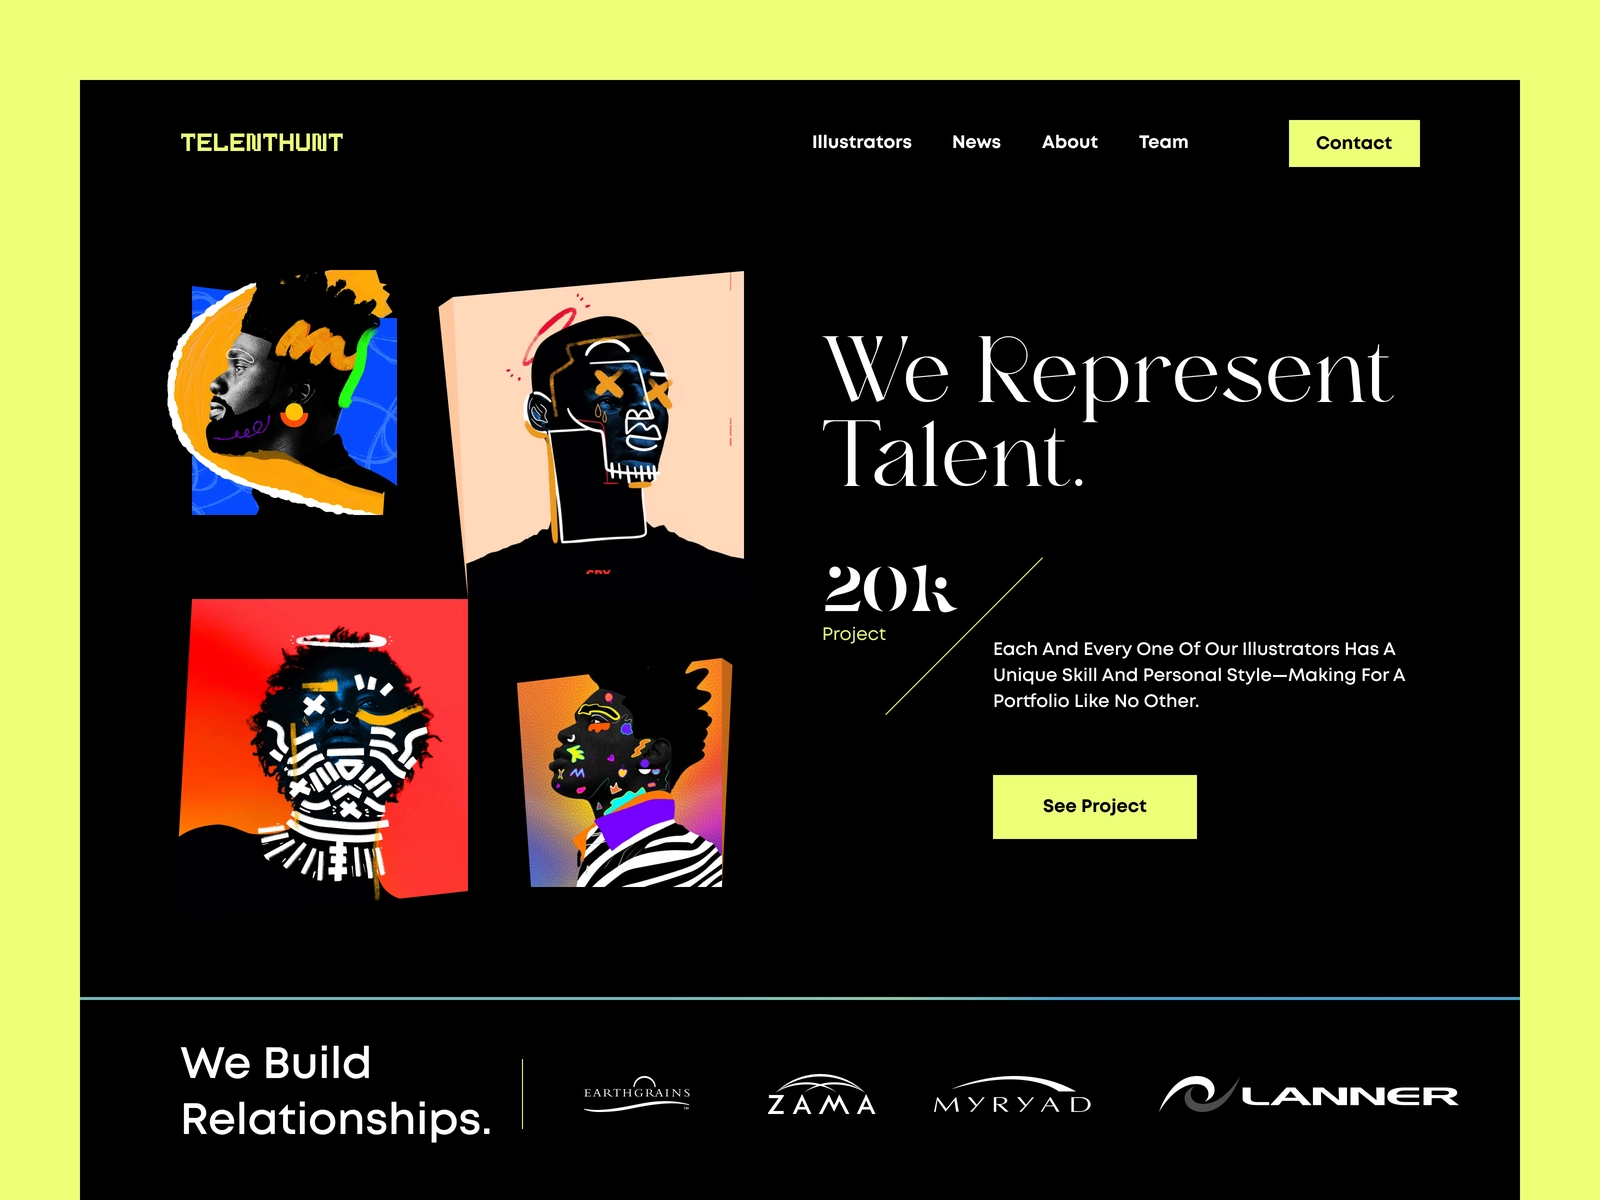 TELENTHUNT
Illustrators News About Team Contact
We Represent
Talent.
20k
Project
Each And Every One Of Our Illustrators Has A
Unique Skill And Personal Style—Making For A
Portfolio Like No Other.
See Project
We Build
Relationships.
EARTHGRAINS™
ZAMA
MYRYAD
LANNER